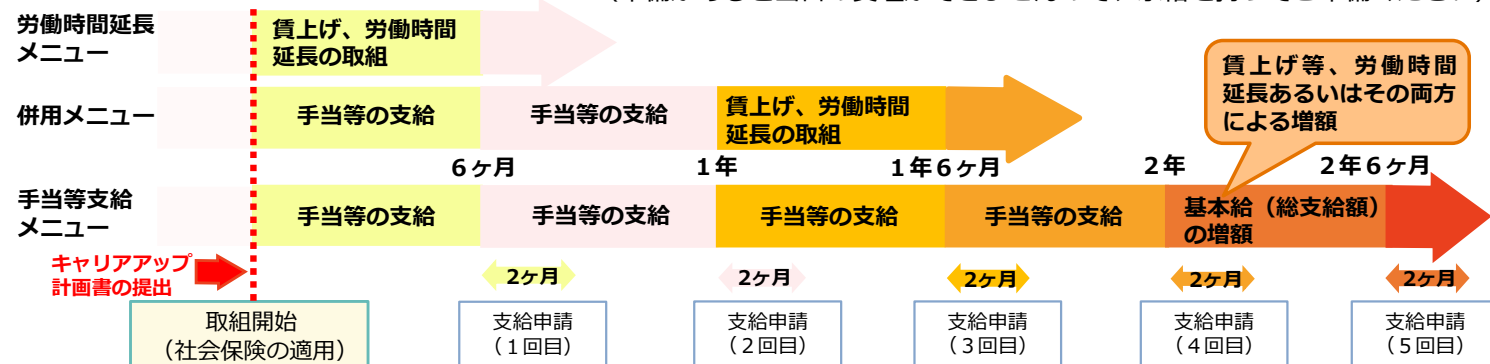 労働時間延長
メニュー
賃上げ、労働時間
延長の取組
賃上げ等、労働時間
延長あるいはその両方
による増額
併用メニュー
手当等の支給
手当等の支給
賃上げ、労働時間
延長の取組
6ヶ月
1年
1年6ヶ月
2年
2年6ヶ月
手当等支給
メニュー
手当等の支給
手当等の支給
手当等の支給
手当等の支給
基本給（総支給額）
の増額
キャリアアップ
計画書の提出
2ヶ月
2ヶ月
2ヶ月
2ヶ月
2ヶ月
取組開始
（社会保険の適用）
支給申請
（1回目）
支給申請
（2回目）
支給申請
（3回目）
支給申請
（4回目）
支給申請
（5回目）